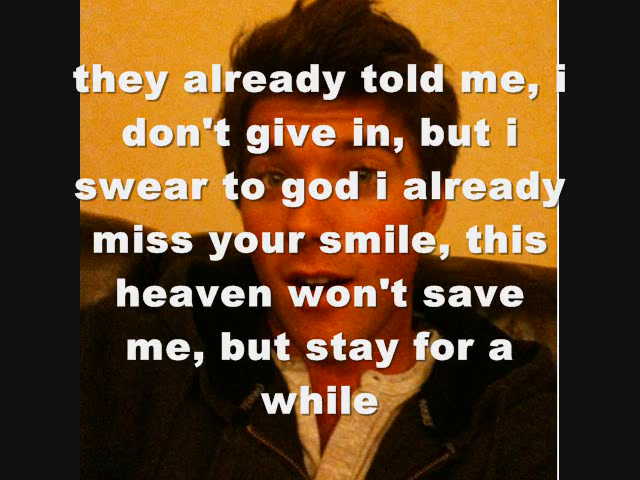 they already told me, i
don't give in, but i
swear to god i already
miss your smile, this
heaven won't save
me, but stay for a
while